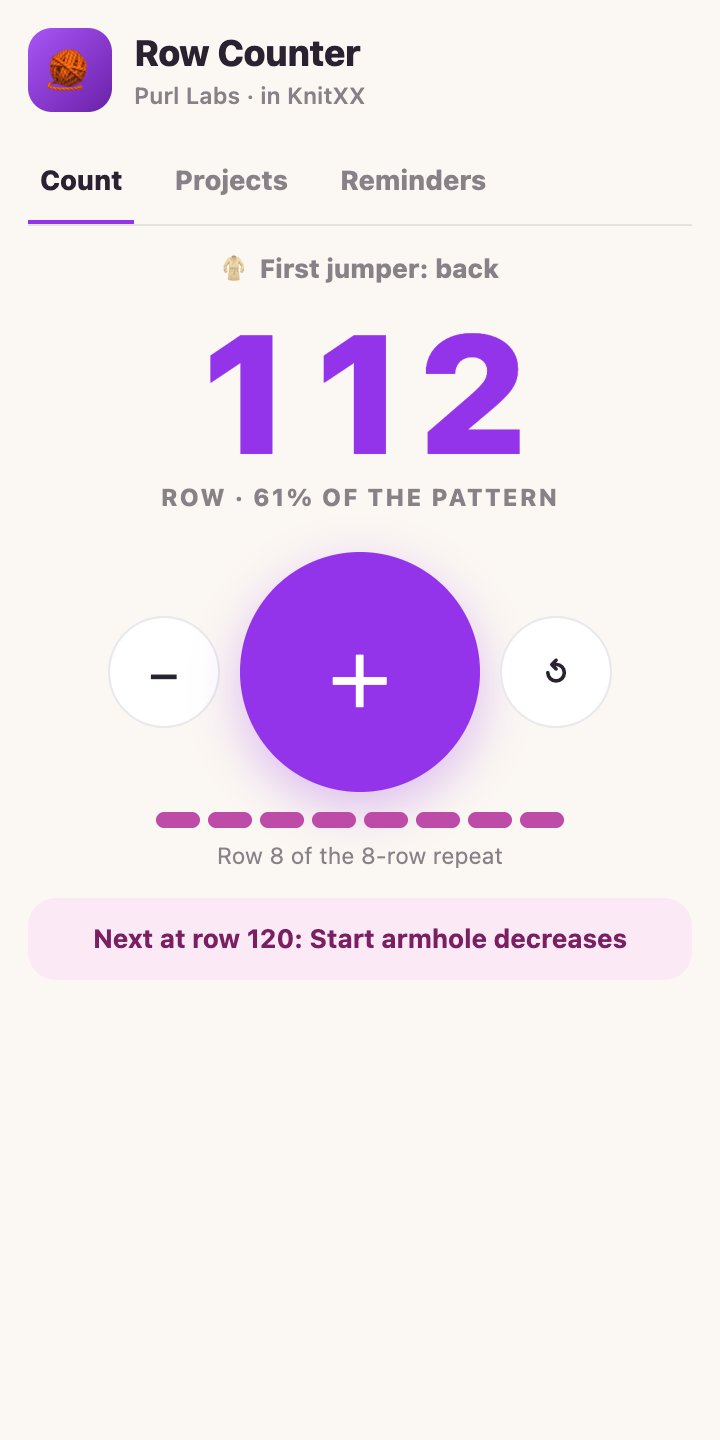 Row Counter
Purl Labs · in KnitXX
Count Projects Reminders
First jumper: back
112
ROW · 61% OF THE PATTERN
− + ↺
Row 8 of the 8-row repeat
Next at row 120: Start armhole decreases